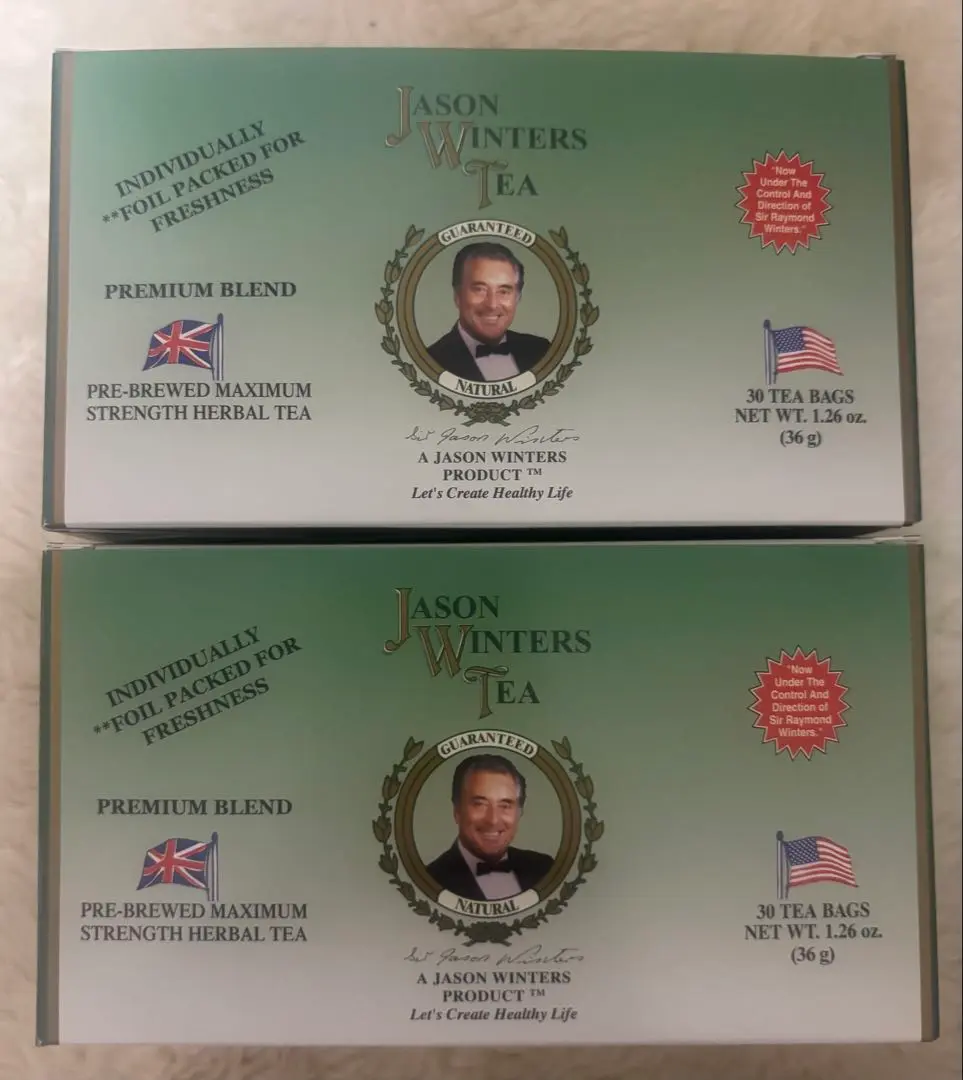 JASON
WINTERS
TEA
INDIVIDUALLY
**FOIL PACKED FOR
FRESHNESS
"Now
Under The
Control And
Direction of
Sir Raymond
Winters."
GUARANTEED
PREMIUM BLEND
NATURAL
PRE-BREWED MAXIMUM
STRENGTH HERBAL TEA
30 TEA BAGS
NET WT. 1.26 oz.
(36 g)
Sir Jason Winters
A JASON WINTERS
PRODUCT ™
Let's Create Healthy Life
JASON
WINTERS
TEA
INDIVIDUALLY
**FOIL PACKED FOR
FRESHNESS
"Now
Under The
Control And
Direction of
Sir Raymond
Winters."
GUARANTEED
PREMIUM BLEND
NATURAL
PRE-BREWED MAXIMUM
STRENGTH HERBAL TEA
30 TEA BAGS
NET WT. 1.26 oz.
(36 g)
Sir Jason Winters
A JASON WINTERS
PRODUCT ™
Let's Create Healthy Life